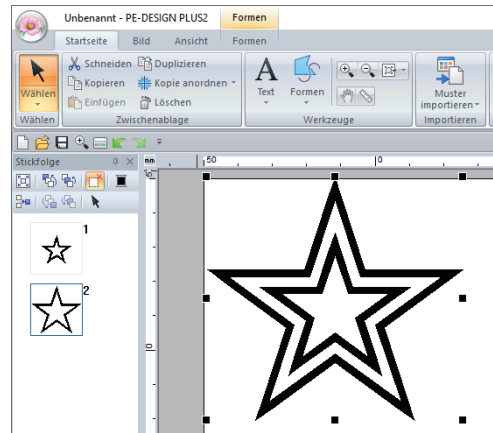 Unbenannt - PE-DESIGN PLUS2 Formen
Startseite Bild Ansicht Formen
Wählen
Wählen
Schneiden Duplizieren
Kopieren Kopie anordnen
Einfügen Löschen
Zwischenablage
Text
Formen
Werkzeuge
Muster
importieren
Importieren
Stickfolge
1
2
mm
50 0
0